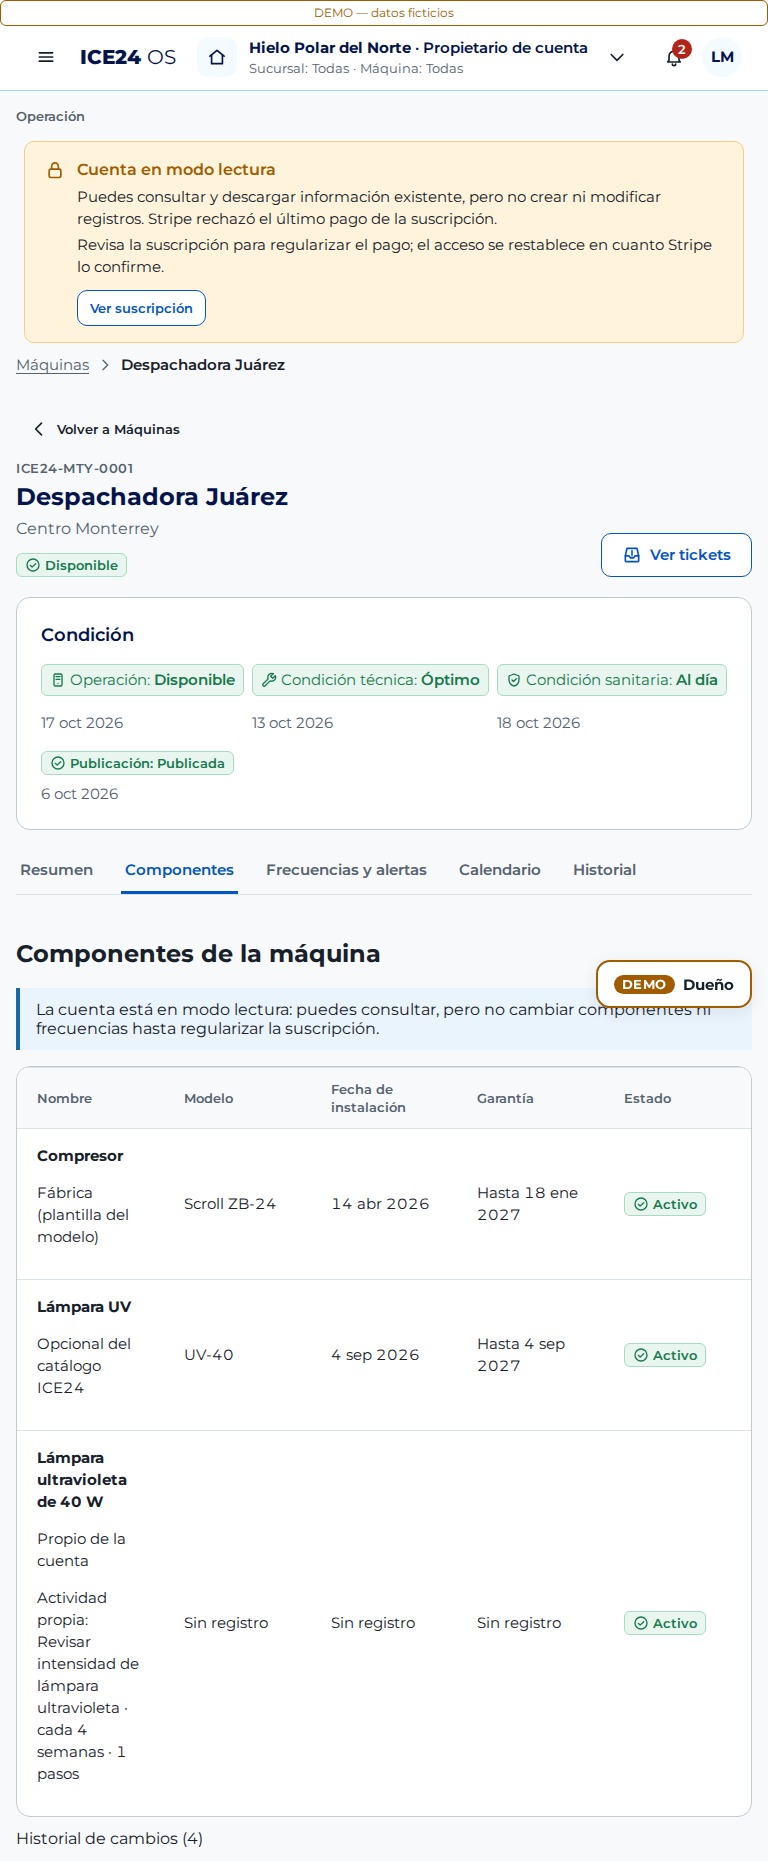 DEMO — datos ficticios
ICE24 OS
Hielo Polar del Norte · Propietario de cuenta
Sucursal: Todas · Máquina: Todas
2
LM
Operación
Cuenta en modo lectura
Puedes consultar y descargar información existente, pero no crear ni modificar
registros. Stripe rechazó el último pago de la suscripción.
Revisa la suscripción para regularizar el pago; el acceso se restablece en cuanto Stripe
lo confirme.
Ver suscripción
Máquinas
Despachadora Juárez
Volver a Máquinas
ICE24-MTY-0001
Despachadora Juárez
Centro Monterrey
Disponible
Ver tickets
Condición
Operación: Disponible
Condición técnica: Óptimo
Condición sanitaria: Al día
17 oct 2026
13 oct 2026
18 oct 2026
Publicación: Publicada
6 oct 2026
Resumen
Componentes
Frecuencias y alertas
Calendario
Historial
Componentes de la máquina
DEMO Dueño
La cuenta está en modo lectura: puedes consultar, pero no cambiar componentes ni
frecuencias hasta regularizar la suscripción.
Nombre
Modelo
Fecha de
instalación
Garantía
Estado
Compresor
Fábrica
(plantilla del
modelo)
Scroll ZB-24
14 abr 2026
Hasta 18 ene
2027
Activo
Lámpara UV
Opcional del
catálogo
ICE24
UV-40
4 sep 2026
Hasta 4 sep
2027
Activo
Lámpara
ultravioleta
de 40 W
Propio de la
cuenta
Actividad
propia:
Revisar
intensidad de
lámpara
ultravioleta ·
cada 4
semanas · 1
pasos
Sin registro
Sin registro
Sin registro
Activo
Historial de cambios (4)